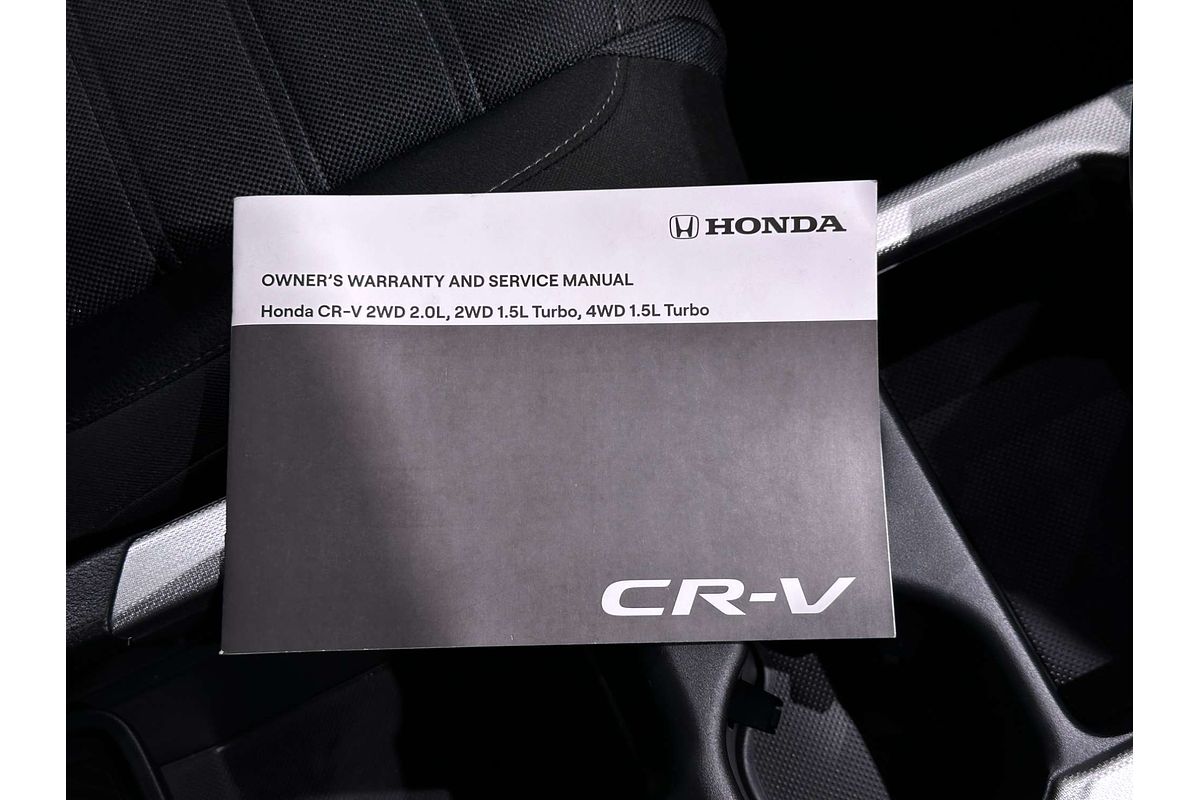 HONDA
OWNER'S WARRANTY AND SERVICE MANUAL
Honda CR-V 2WD 2.0L, 2WD 1.5L Turbo, 4WD 1.5L Turbo
CR-V